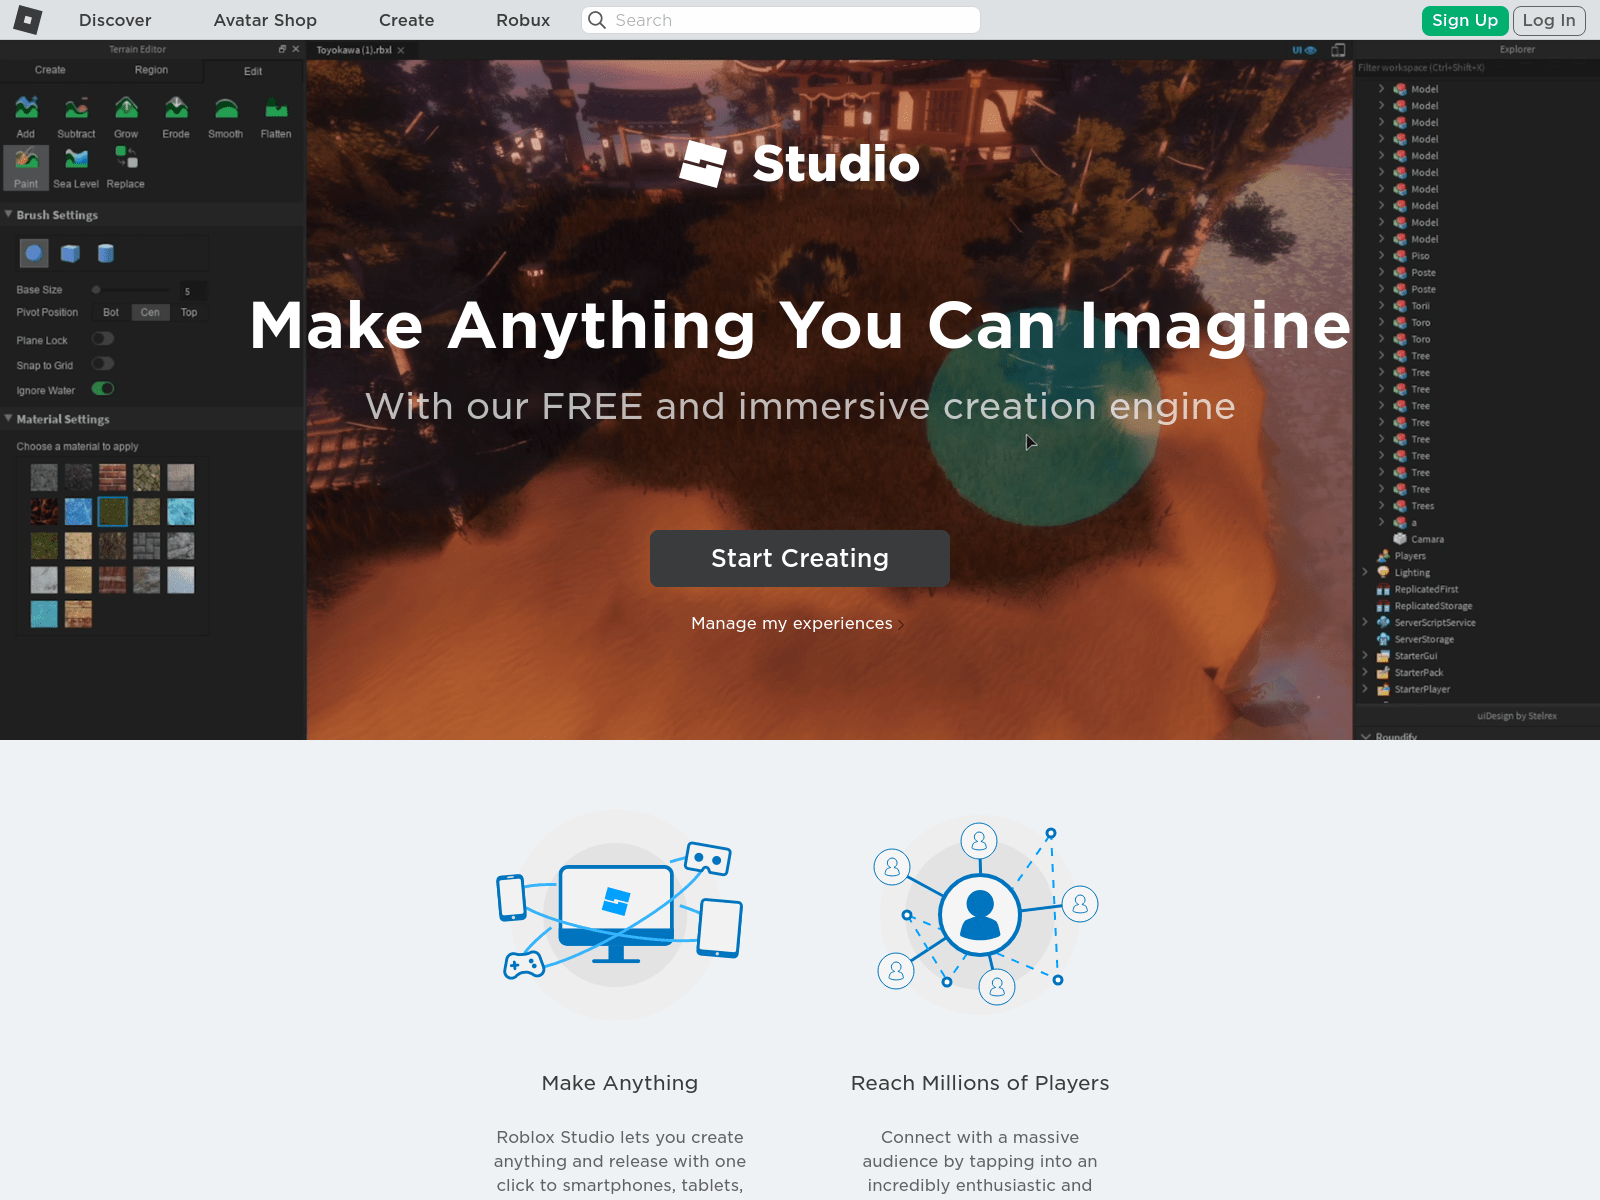 Discover
Avatar Shop
Create
Robux
Search
Sign Up
Log In
Terrain Editor
Toyokawa (1).rbxl
UI
Explorer
Create
Region
Edit
Filter workspace (Ctrl+Shift+X)
Add
Subtract
Grow
Erode
Smooth
Flatten
Paint
Sea Level
Replace
Brush Settings
Base Size
5
Pivot Position
Bot
Cen
Top
Plane Lock
Snap to Grid
Ignore Water
Material Settings
Choose a material to apply
Studio
Make Anything You Can Imagine
With our FREE and immersive creation engine
Start Creating
Manage my experiences
Model
Model
Model
Model
Model
Model
Model
Model
Model
Model
Piso
Poste
Poste
Torii
Toro
Toro
Tree
Tree
Tree
Tree
Tree
Tree
Tree
Tree
Tree
Trees
a
Camara
Players
Lighting
ReplicatedFirst
ReplicatedStorage
ServerScriptService
ServerStorage
StarterGui
StarterPack
StarterPlayer
uiDesign by Stelrex
Roundify
Make Anything
Roblox Studio lets you create
anything and release with one
click to smartphones, tablets,
Reach Millions of Players
Connect with a massive
audience by tapping into an
incredibly enthusiastic and